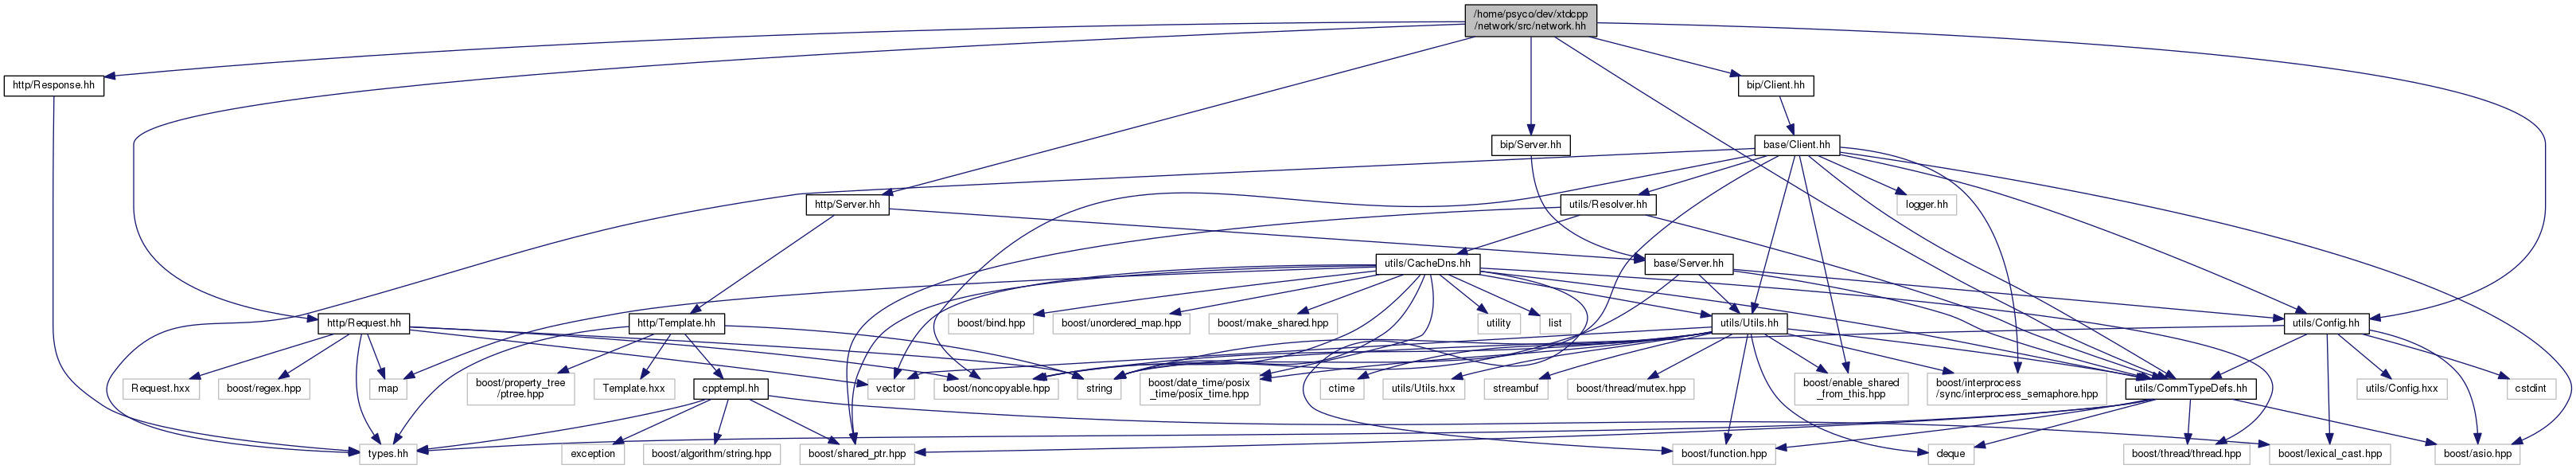 /home/psyco/dev/xtdcpp
/network/src/network.hh
http/Response.hh
bip/Client.hh
bip/Server.hh
base/Client.hh
http/Server.hh
utils/Resolver.hh
logger.hh
utils/CacheDns.hh
base/Server.hh
http/Request.hh
http/Template.hh
boost/bind.hpp
boost/unordered_map.hpp
boost/make_shared.hpp
utility
list
utils/Utils.hh
utils/Config.hh
Request.hxx
boost/regex.hpp
map
boost/property_tree
/ptree.hpp
Template.hxx
cpptempl.hh
vector
boost/noncopyable.hpp
string
boost/date_time/posix
_time/posix_time.hpp
ctime
utils/Utils.hxx
streambuf
boost/thread/mutex.hpp
boost/enable_shared
_from_this.hpp
boost/interprocess
/sync/interprocess_semaphore.hpp
utils/CommTypeDefs.hh
utils/Config.hxx
cstdint
types.hh
exception
boost/algorithm/string.hpp
boost/shared_ptr.hpp
boost/function.hpp
deque
boost/thread/thread.hpp
boost/lexical_cast.hpp
boost/asio.hpp